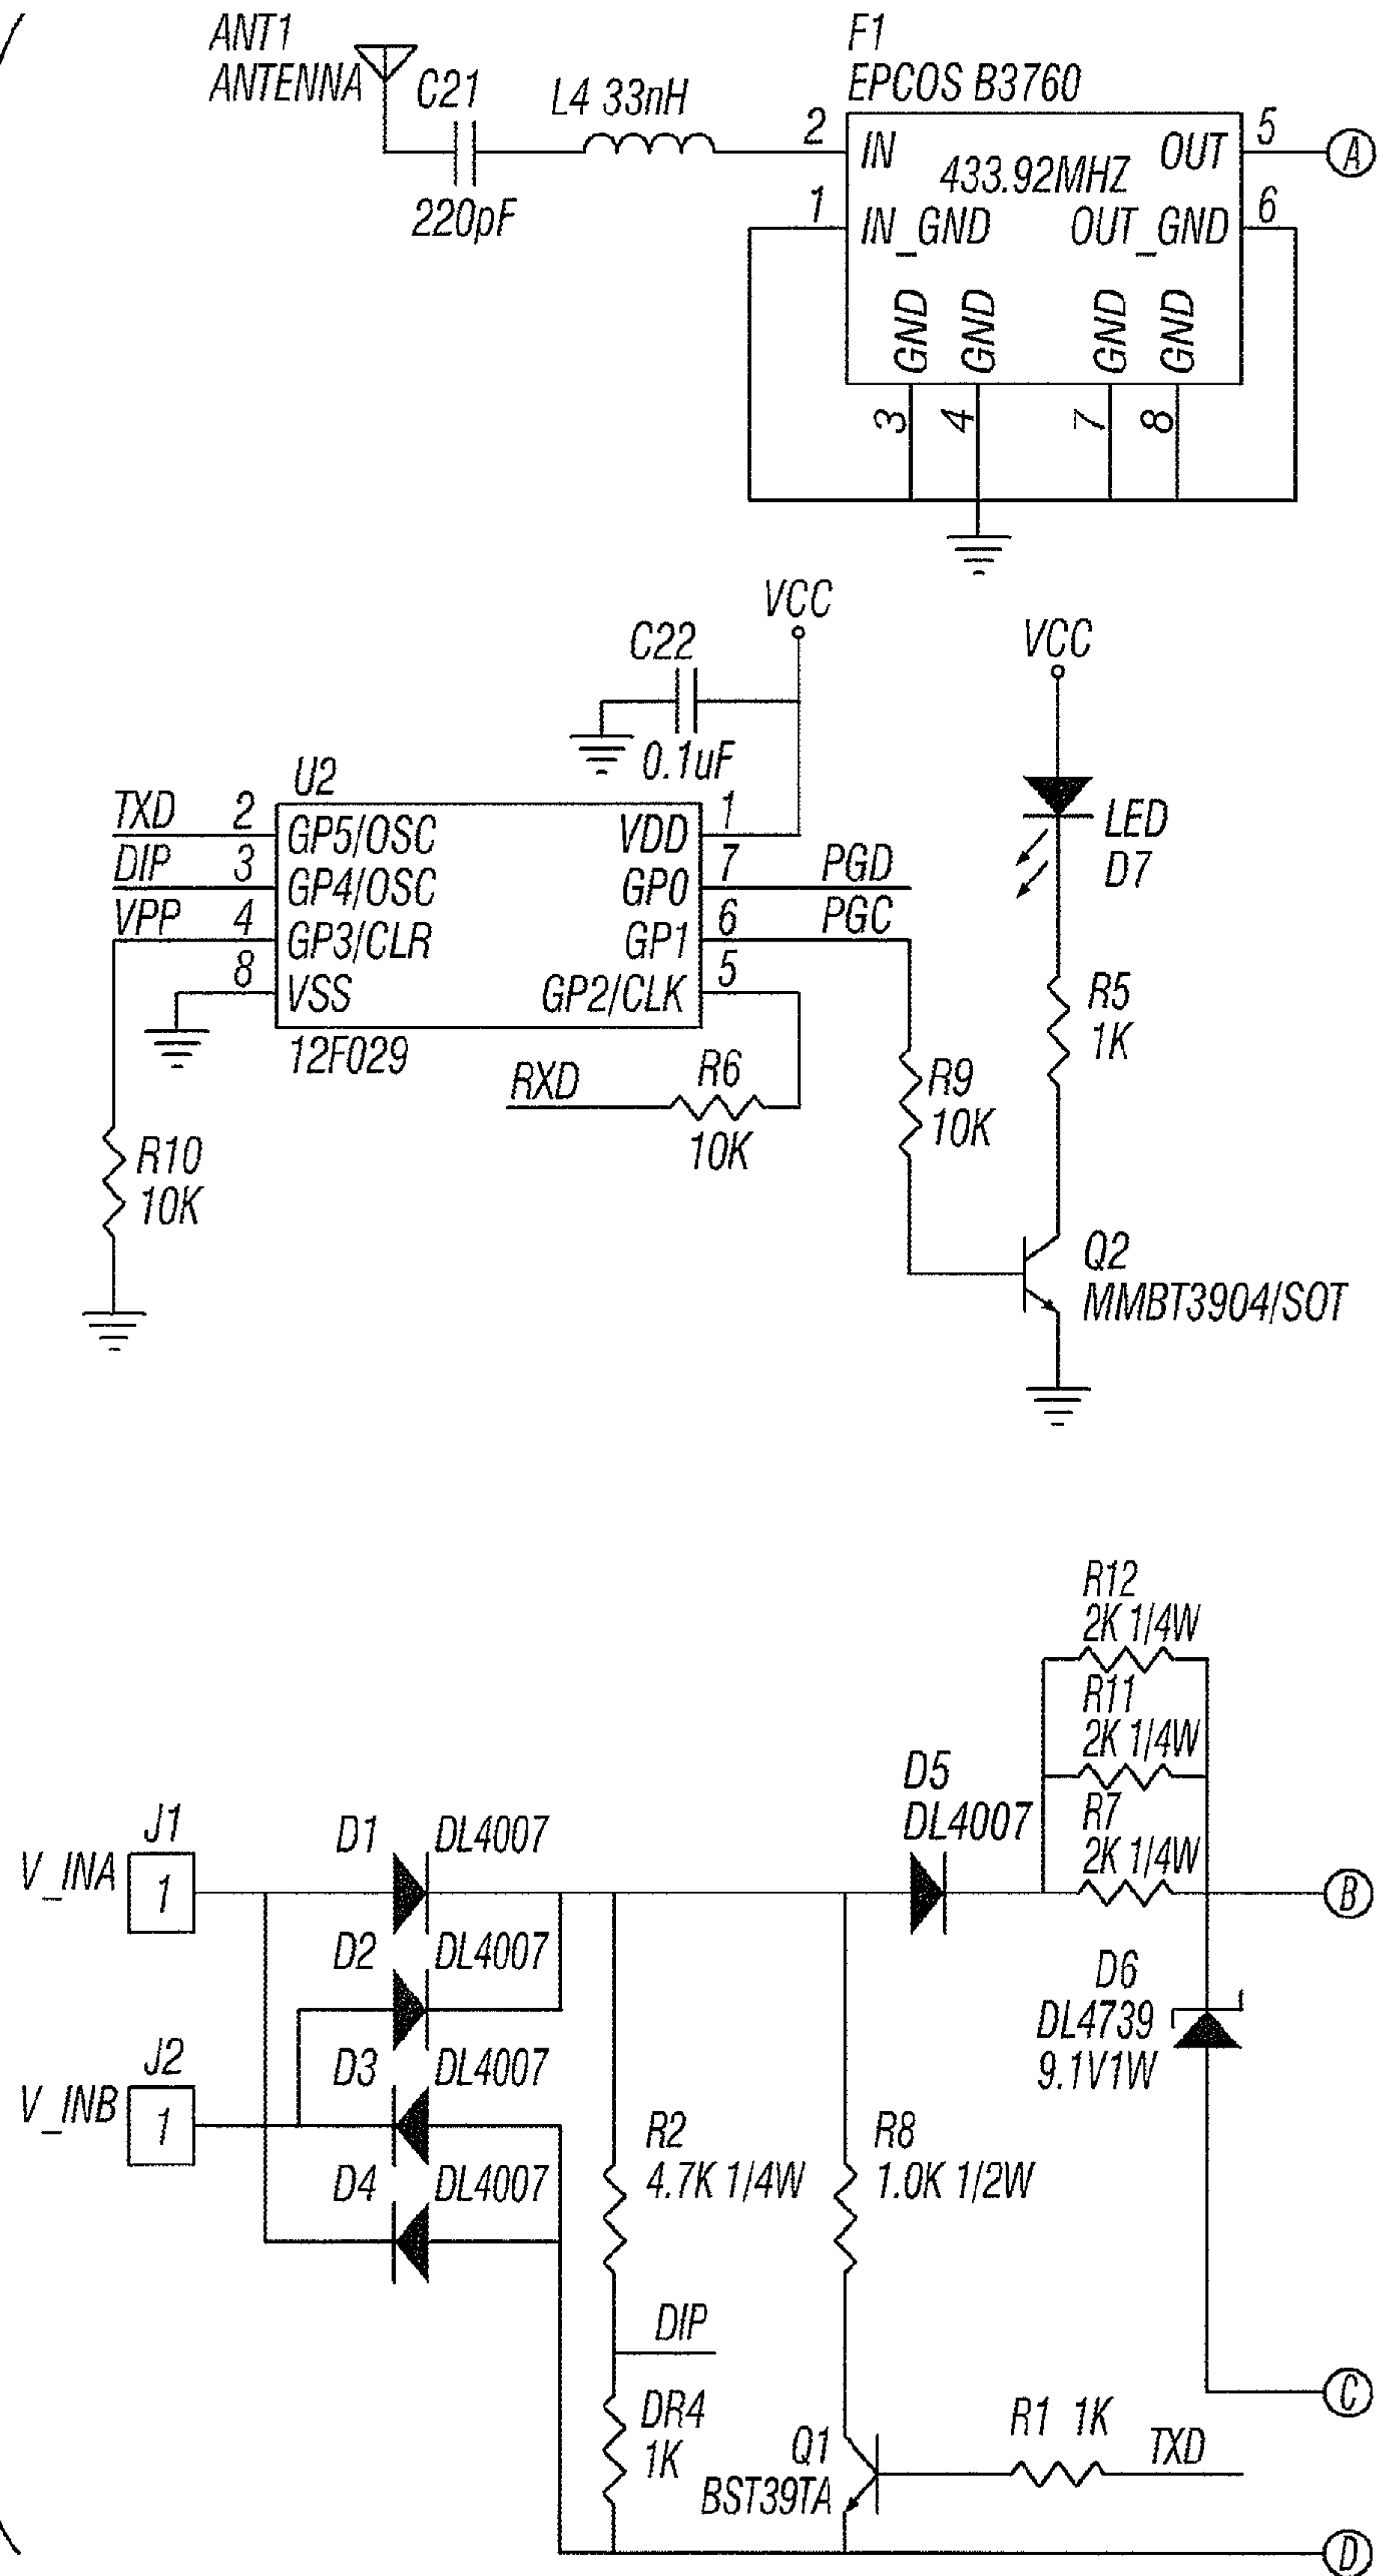 ANT1
ANTENNA
C21
220pF
L4 33nH
F1
EPCOS B3760
2
IN
433.92MHZ
OUT
5
A
1
IN_GND
OUT_GND
6
GND
GND
GND
GND
3
4
7
8
VCC
C22
0.1uF
VCC
U2
TXD
2
GP5/OSC
VDD
1
DIP
3
GP4/OSC
GP0
7
PGD
VPP
4
GP3/CLR
GP1
6
PGC
8
VSS
GP2/CLK
5
12F029
LED
D7
R5
1K
RXD
R6
10K
R9
10K
R10
10K
Q2
MMBT3904/SOT
R12
2K 1/4W
R11
2K 1/4W
R7
2K 1/4W
D5
DL4007
J1
V_INA
1
D1
DL4007
B
D2
DL4007
D6
DL4739
9.1V1W
J2
V_INB
1
D3
DL4007
D4
DL4007
R2
4.7K 1/4W
R8
1.0K 1/2W
DIP
DR4
1K
C
Q1
BST39TA
R1 1K
TXD
D